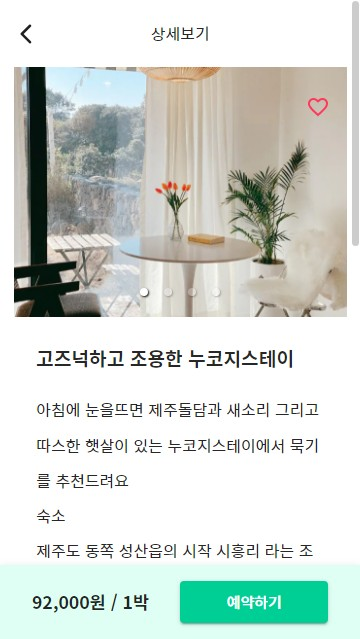 상세보기
고즈넉하고 조용한 누코지스테이
아침에 눈을뜨면 제주돌담과 새소리 그리고
따스한 햇살이 있는 누코지스테이에서 묵기
를 추천드려요
숙소
제주도 동쪽 성산읍의 시작 시흥리 라는 조
92,000원 / 1박
예약하기